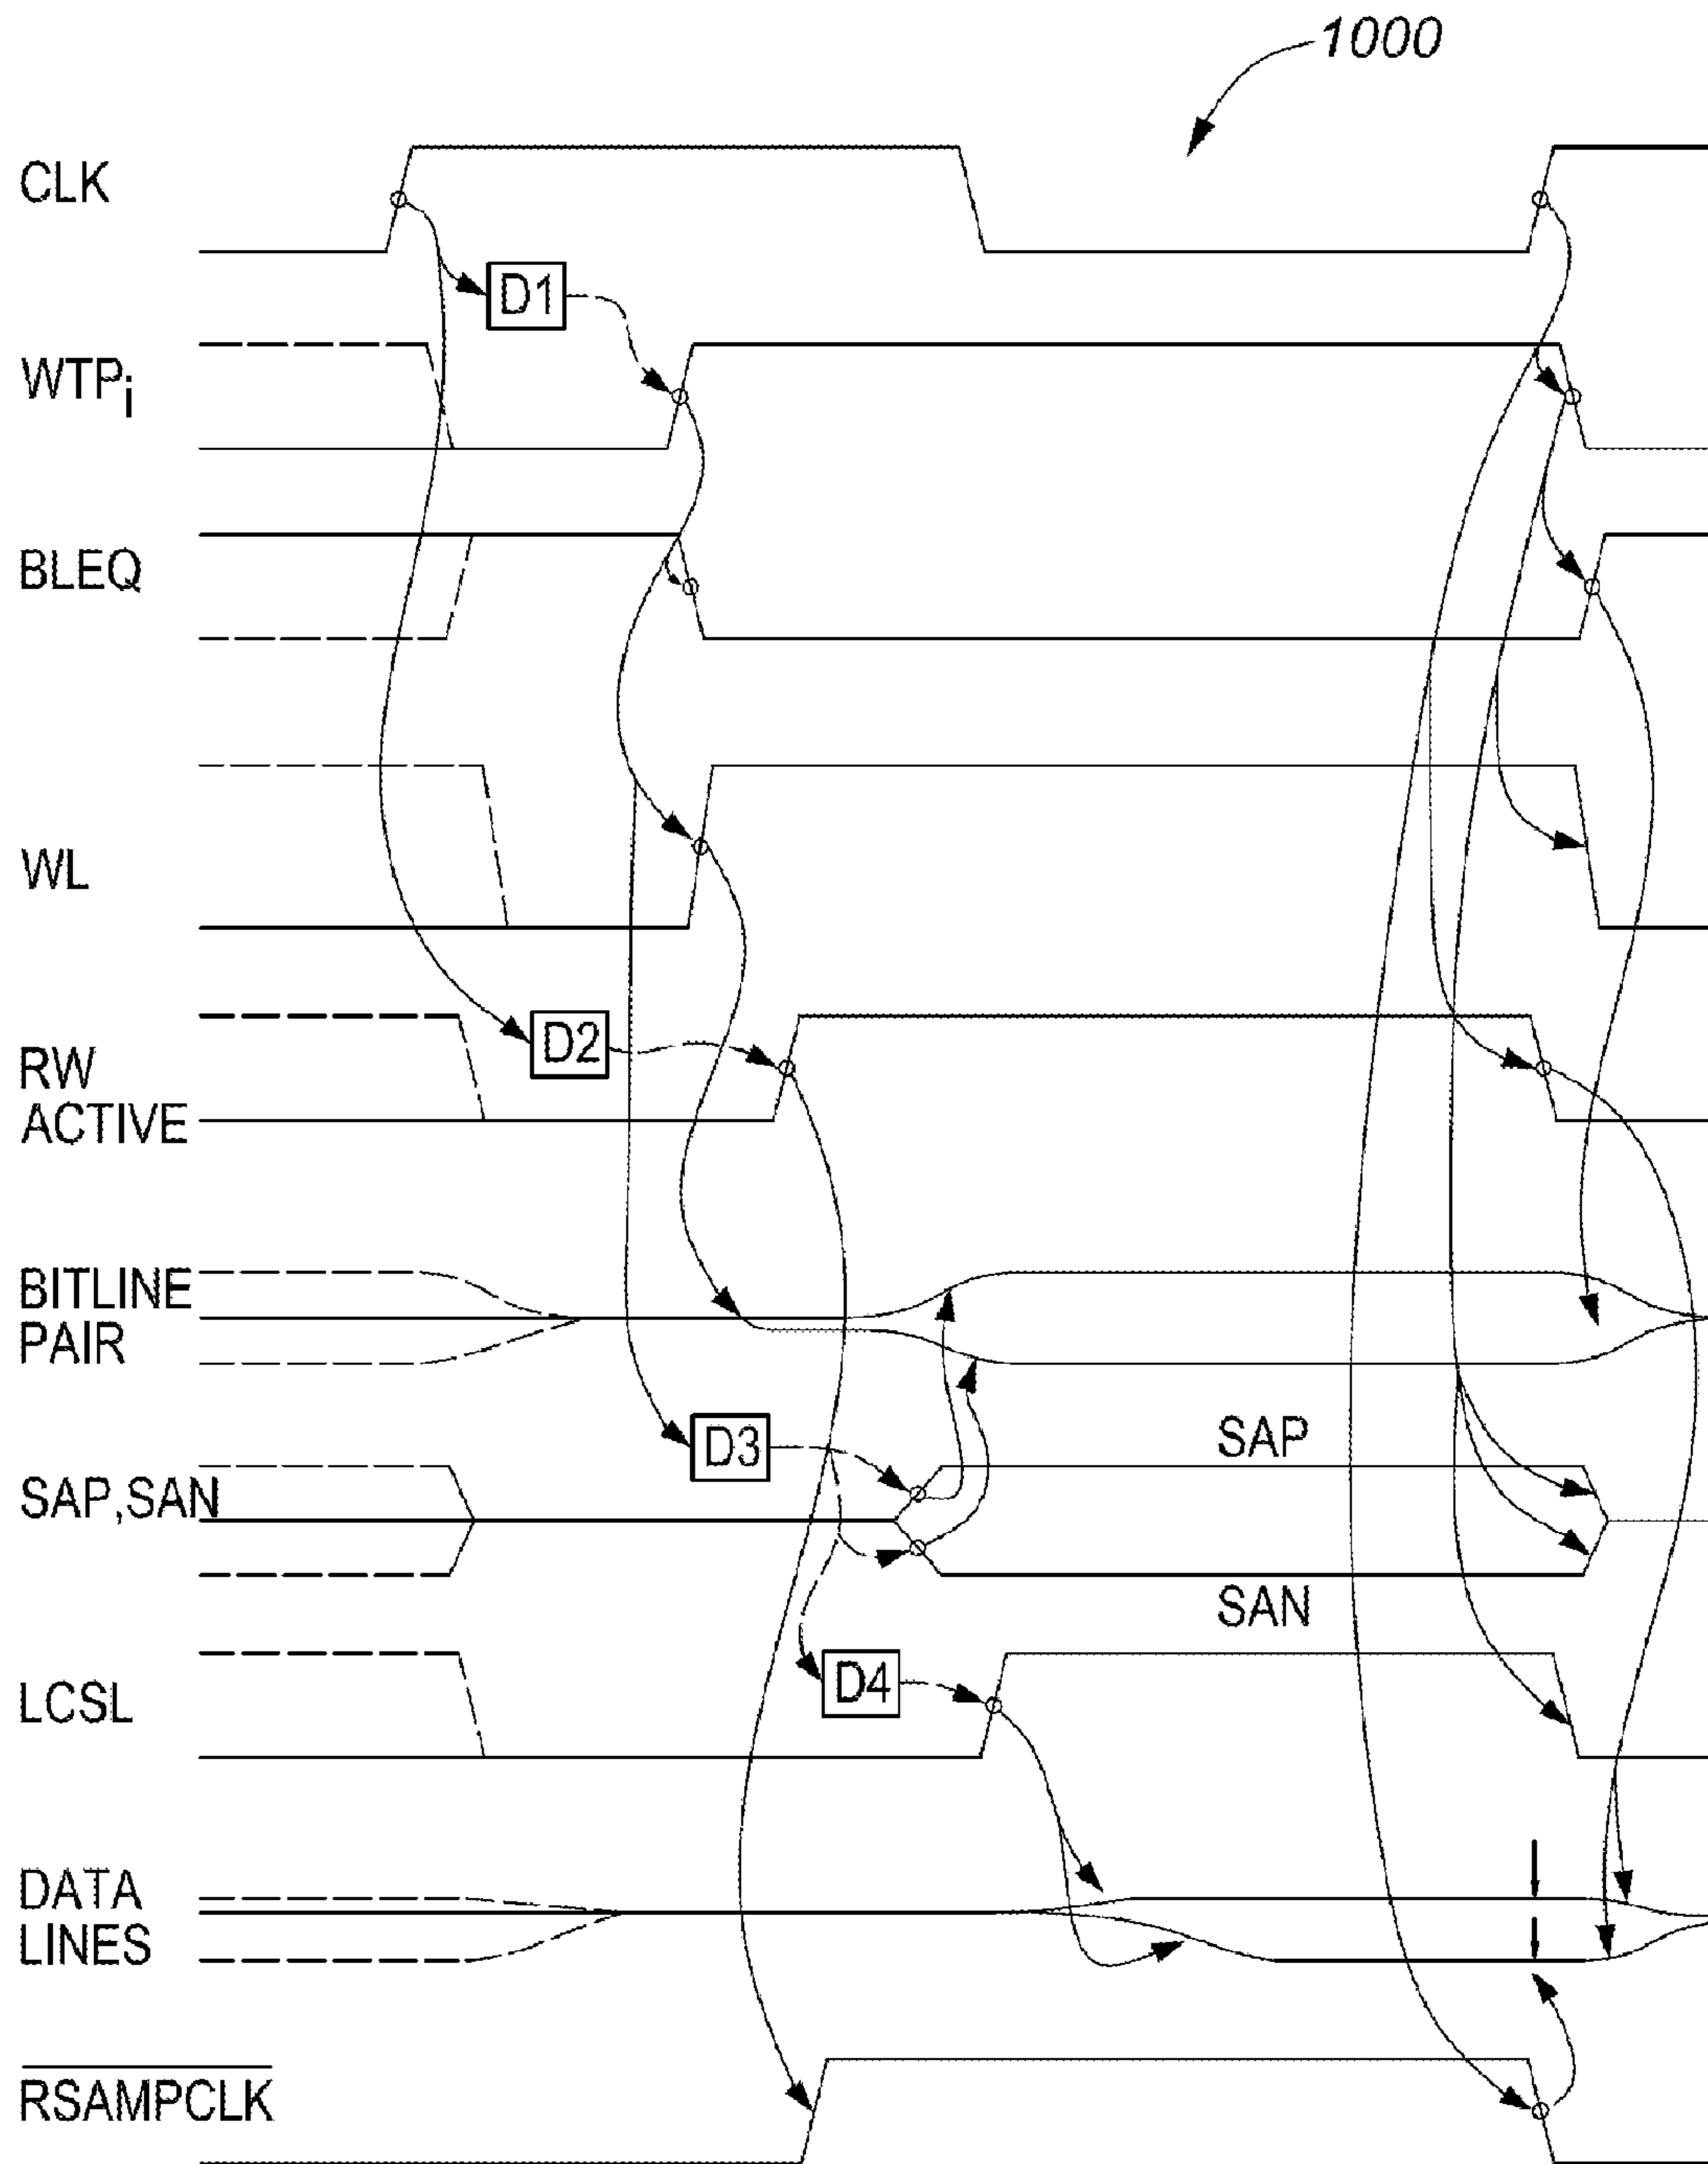 1000
CLK
D1
WTPi
BLEQ
WL
D2
RW
ACTIVE
BITLINE
PAIR
D3
SAP
SAP,SAN
SAN
D4
LCSL
DATA
LINES
RSAMPCLK